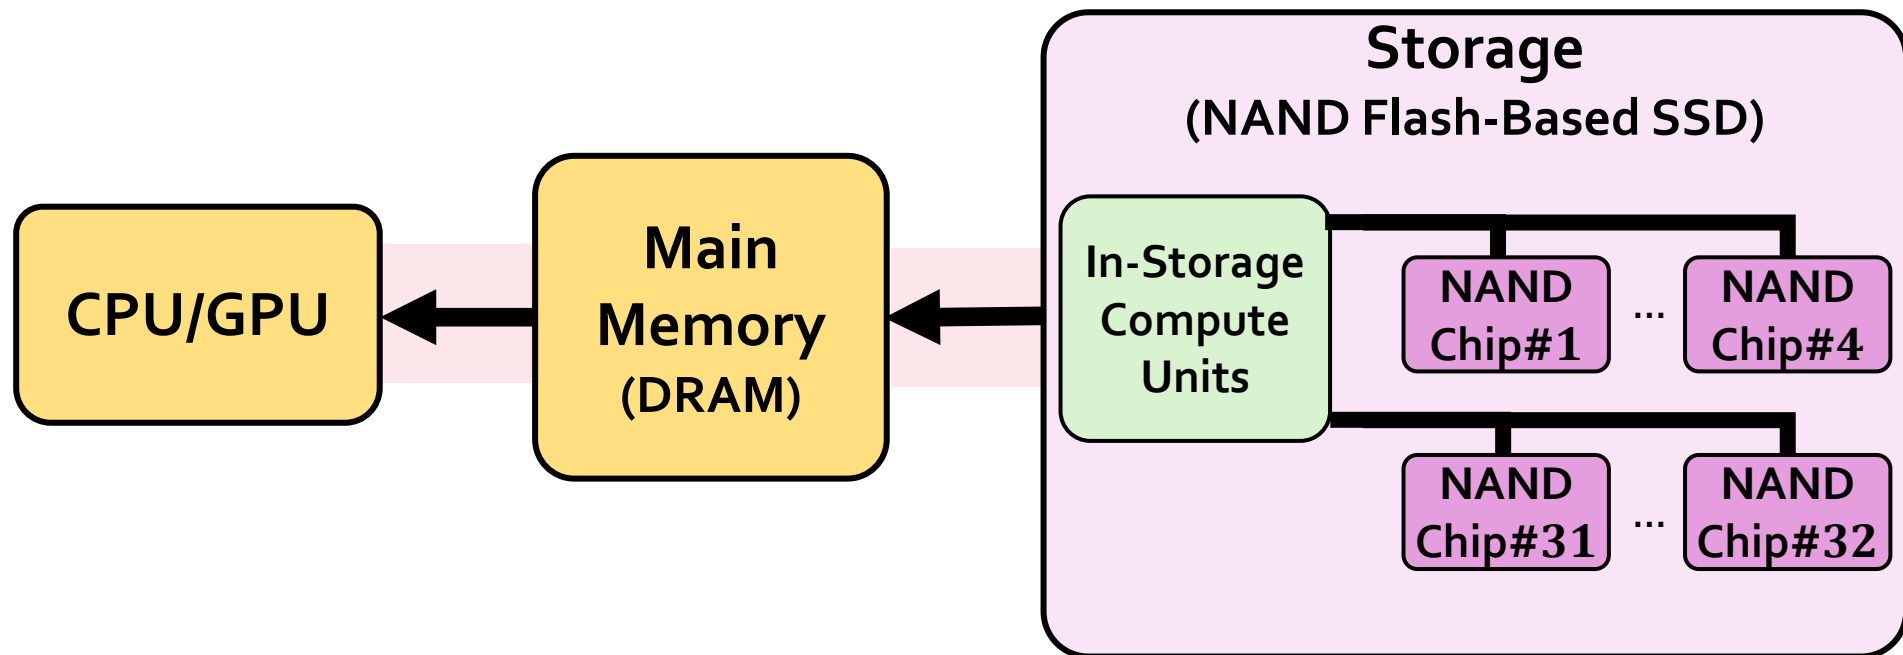 Storage
(NAND Flash-Based SSD)
CPU/GPU
Main
Memory
(DRAM)
In-Storage
Compute
Units
NAND
Chip#1
...
NAND
Chip#4
NAND
Chip#31
...
NAND
Chip#32